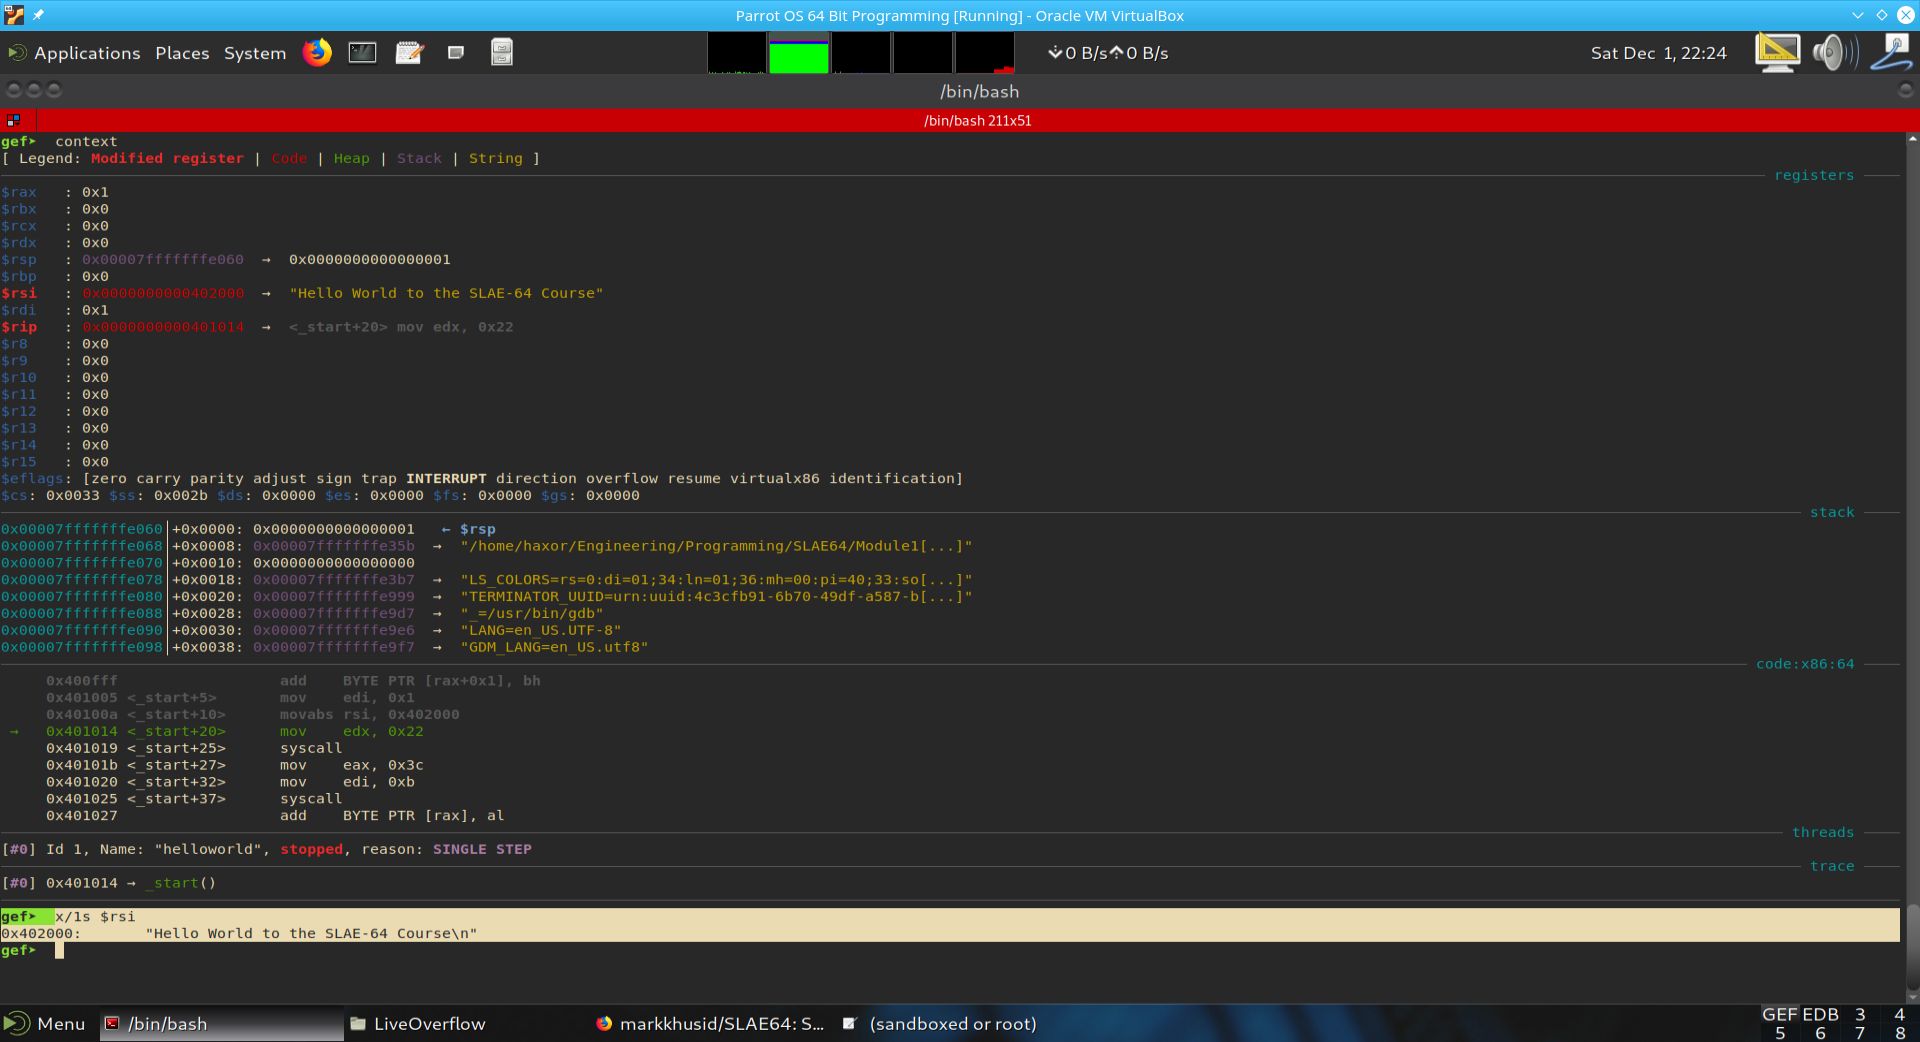 Parrot OS 64 Bit Programming [Running] - Oracle VM VirtualBox
Applications Places System 0 B/s 0 B/s Sat Dec 1, 22:24
/bin/bash
/bin/bash 211x51
gef➤ context
[ Legend: Modified register | Code | Heap | Stack | String ]
registers
$rax : 0x1
$rbx : 0x0
$rcx : 0x0
$rdx : 0x0
$rsp : 0x00007fffffffe060 → 0x0000000000000001
$rbp : 0x0
$rsi : 0x0000000000402000 → "Hello World to the SLAE-64 Course"
$rdi : 0x1
$rip : 0x0000000000401014 → <_start+20> mov edx, 0x22
$r8 : 0x0
$r9 : 0x0
$r10 : 0x0
$r11 : 0x0
$r12 : 0x0
$r13 : 0x0
$r14 : 0x0
$r15 : 0x0
$eflags: [zero carry parity adjust sign trap INTERRUPT direction overflow resume virtualx86 identification]
$cs: 0x0033 $ss: 0x002b $ds: 0x0000 $es: 0x0000 $fs: 0x0000 $gs: 0x0000
stack
0x00007fffffffe060│+0x0000: 0x0000000000000001 ← $rsp
0x00007fffffffe068│+0x0008: 0x00007fffffffe35b → "/home/haxor/Engineering/Programming/SLAE64/Module1[...]"
0x00007fffffffe070│+0x0010: 0x0000000000000000
0x00007fffffffe078│+0x0018: 0x00007fffffffe3b7 → "LS_COLORS=rs=0:di=01;34:ln=01;36:mh=00:pi=40;33:so[...]"
0x00007fffffffe080│+0x0020: 0x00007fffffffe999 → "TERMINATOR_UUID=urn:uuid:4c3cfb91-6b70-49df-a587-b[...]"
0x00007fffffffe088│+0x0028: 0x00007fffffffe9d7 → "_=/usr/bin/gdb"
0x00007fffffffe090│+0x0030: 0x00007fffffffe9e6 → "LANG=en_US.UTF-8"
0x00007fffffffe098│+0x0038: 0x00007fffffffe9f7 → "GDM_LANG=en_US.utf8"
code:x86:64
0x400fff add BYTE PTR [rax+0x1], bh
0x401005 <_start+5> mov edi, 0x1
0x40100a <_start+10> movabs rsi, 0x402000
→ 0x401014 <_start+20> mov edx, 0x22
0x401019 <_start+25> syscall
0x40101b <_start+27> mov eax, 0x3c
0x401020 <_start+32> mov edi, 0xb
0x401025 <_start+37> syscall
0x401027 add BYTE PTR [rax], al
threads
[#0] Id 1, Name: "helloworld", stopped, reason: SINGLE STEP
trace
[#0] 0x401014 → _start()
gef➤ x/1s $rsi
0x402000: "Hello World to the SLAE-64 Course\n"
gef➤
Menu /bin/bash LiveOverflow markkhusid/SLAE64: S... (sandboxed or root) GEF EDB 3 4
5 6 7 8